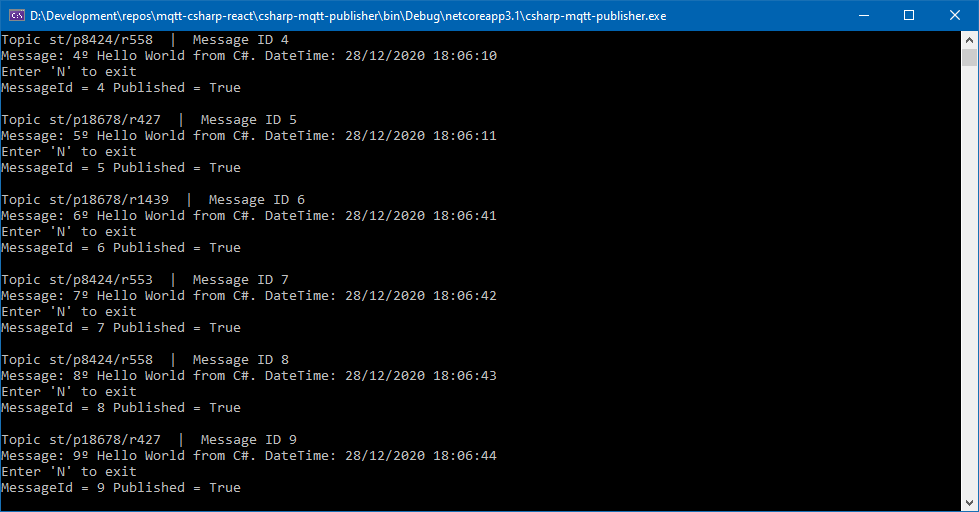 D:\Development\repos\mqtt-csharp-react\csharp-mqtt-publisher\bin\Debug\netcoreapp3.1\csharp-mqtt-publisher.exe
Topic st/p8424/r558  |  Message ID 4
Message: 4º Hello World from C#. DateTime: 28/12/2020 18:06:10
Enter 'N' to exit
MessageId = 4 Published = True
Topic st/p18678/r427  |  Message ID 5
Message: 5º Hello World from C#. DateTime: 28/12/2020 18:06:11
Enter 'N' to exit
MessageId = 5 Published = True
Topic st/p18678/r1439  |  Message ID 6
Message: 6º Hello World from C#. DateTime: 28/12/2020 18:06:41
Enter 'N' to exit
MessageId = 6 Published = True
Topic st/p8424/r553  |  Message ID 7
Message: 7º Hello World from C#. DateTime: 28/12/2020 18:06:42
Enter 'N' to exit
MessageId = 7 Published = True
Topic st/p8424/r558  |  Message ID 8
Message: 8º Hello World from C#. DateTime: 28/12/2020 18:06:43
Enter 'N' to exit
MessageId = 8 Published = True
Topic st/p18678/r427  |  Message ID 9
Message: 9º Hello World from C#. DateTime: 28/12/2020 18:06:44
Enter 'N' to exit
MessageId = 9 Published = True